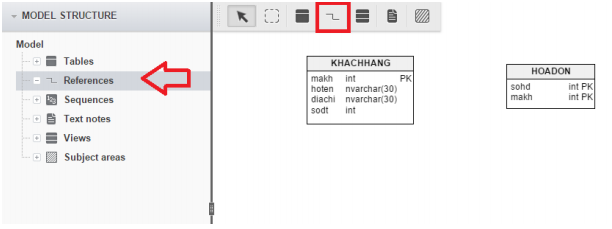 MODEL STRUCTURE
Model
Tables
References
Sequences
Text notes
Views
Subject areas
KHACHHANG
makh int PK
hoten nvarchar(30)
diachi nvarchar(30)
sodt int
HOADON
sohd int PK
makh int PK